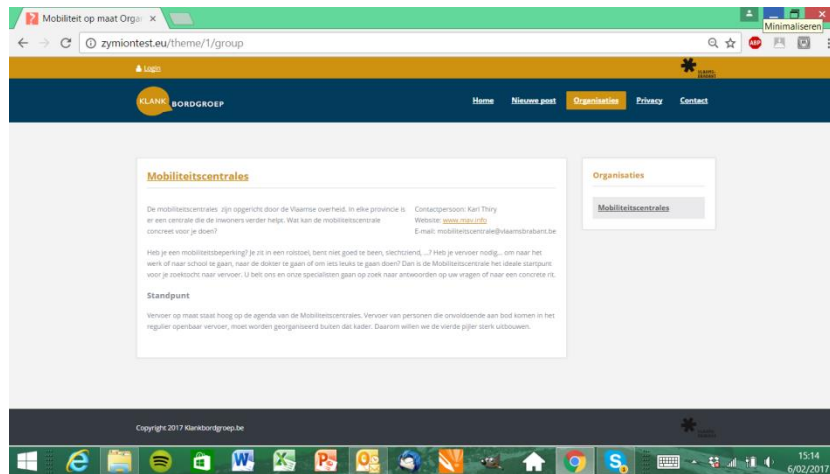 Mobiliteit op maat Orga
Minimaliseren
zymiontest.eu/theme/1/group
ABP
Login
KLANK BORDGROEP
Home Nieuwe post Organisaties Privacy Contact
Mobiliteitscentrales
De mobiliteitscentrales zijn opgericht door de Vlaamse overheid. In elke provincie is
er een centrale die de inwoners verder helpt. Wat kan de mobiliteitscentrale
concreet voor je doen?
Contactpersoon: Karl Thiry
Website: www.mav.info
E-mail: mobiliteitscentrale@vlaamsbrabant.be
Heb je een mobiliteitsbeperking? Je zit in een rolstoel, bent niet goed te been, slechtziend, ...? Heb je vervoer nodig... om naar het
werk of naar school te gaan, naar de dokter te gaan of om iets leuks te gaan doen? Dan is de Mobiliteitscentrale het ideale startpunt
voor je zoektocht naar vervoer. U belt ons en onze specialisten gaan op zoek naar antwoorden op uw vragen of naar een concrete rit.
Standpunt
Vervoer op maat staat hoog op de agenda van de Mobiliteitscentrales. Vervoer van personen die onvoldoende aan bod komen in het
regulier openbaar vervoer, moet worden georganiseerd buiten dat kader. Daarom willen we de vierde pijler sterk uitbouwen.
Organisaties
Mobiliteitscentrales
Copyright 2017 Klankbordgroep.be
15:14
6/02/2017